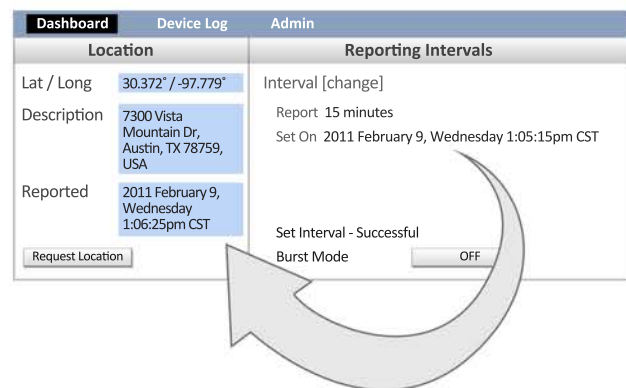 Dashboard Device Log Admin
Location
Lat / Long 30.372° / -97.779°
Description 7300 Vista
Mountain Dr,
Austin, TX 78759,
USA
Reported 2011 February 9,
Wednesday
1:06:25pm CST
Request Location
Reporting Intervals
Interval [change]
Report 15 minutes
Set On 2011 February 9, Wednesday 1:05:15pm CST
Set Interval - Successful
Burst Mode OFF